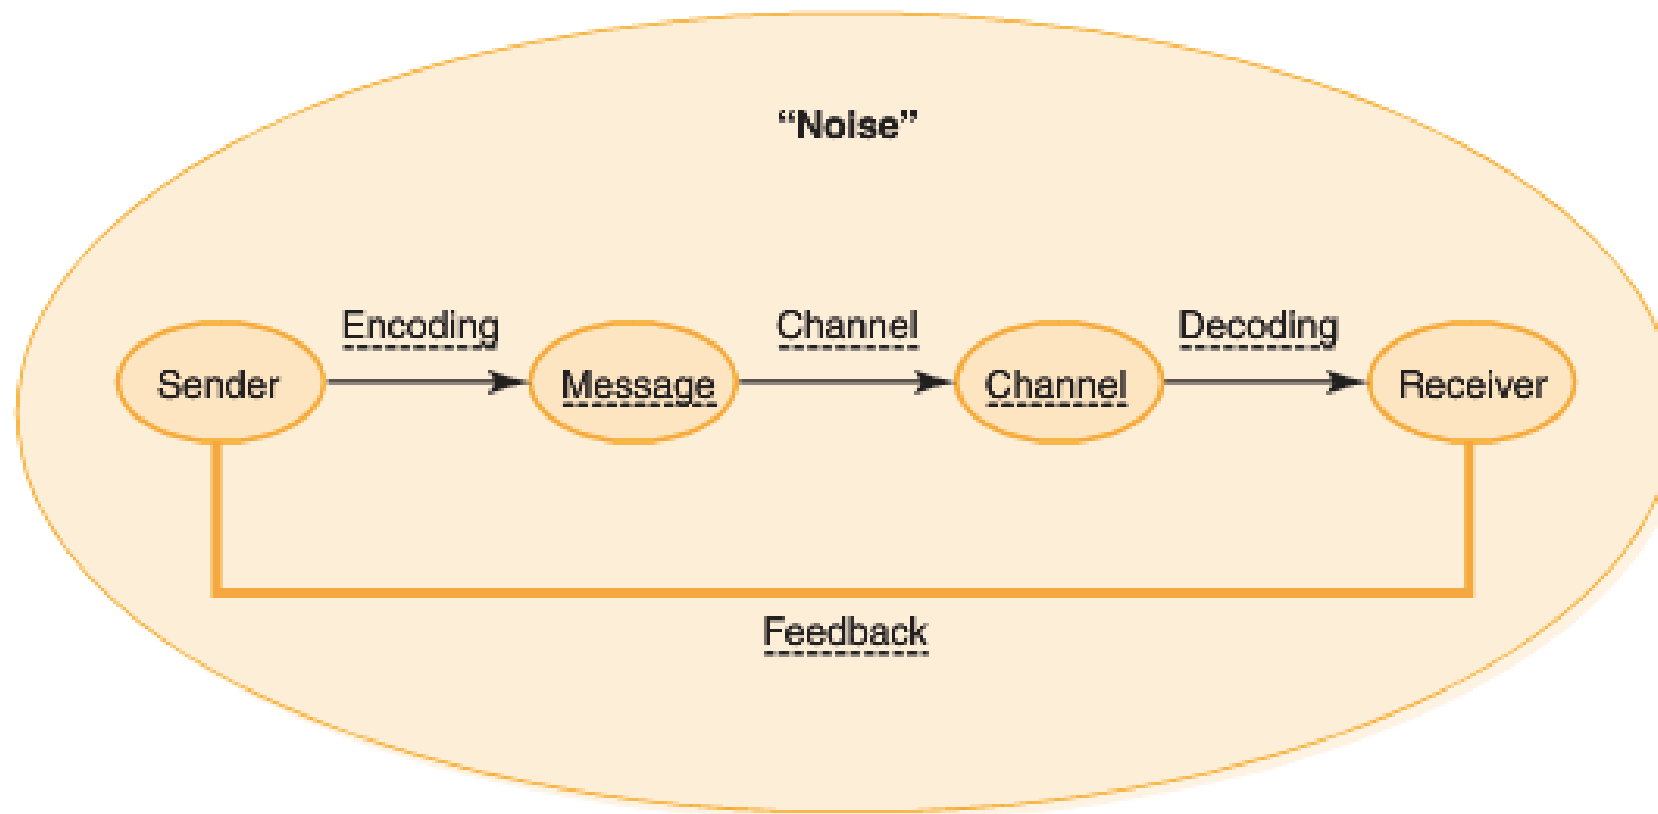 “Noise”
Encoding
Channel
Decoding
Sender
Message
Channel
Receiver
Feedback